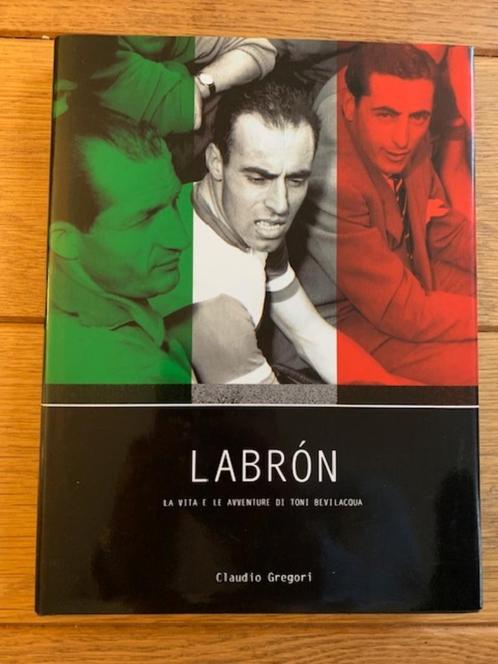 LABRÓN
LA VITA E LE AVVENTURE DI TONI BEVILACQUA
Claudio Gregori